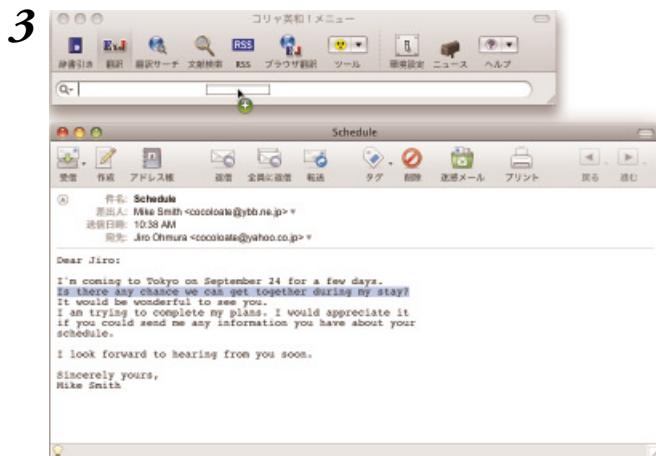 3
コリャ英和！メニュー
辞書引き 翻訳 翻訳サーチ 文献検索 RSS ブラウザ翻訳 ツール 環境設定 ニュース ヘルプ
Schedule
受信 作成 アドレス帳 返信 全員に返信 転送 タグ 削除 迷惑メール プリント 戻る 進む
件名: Schedule
差出人: Mike Smith <cocoloate@ybb.ne.jp>
送信日時: 10:38 AM
宛先: Jiro Ohmura <cocoloate@yahoo.co.jp>
Dear Jiro:
I'm coming to Tokyo on September 24 for a few days.
Is there any chance we can get together during my stay?
It would be wonderful to see you.
I am trying to complete my plans. I would appreciate it
if you could send me any information you have about your
schedule.
I look forward to hearing from you soon.
Sincerely yours,
Mike Smith